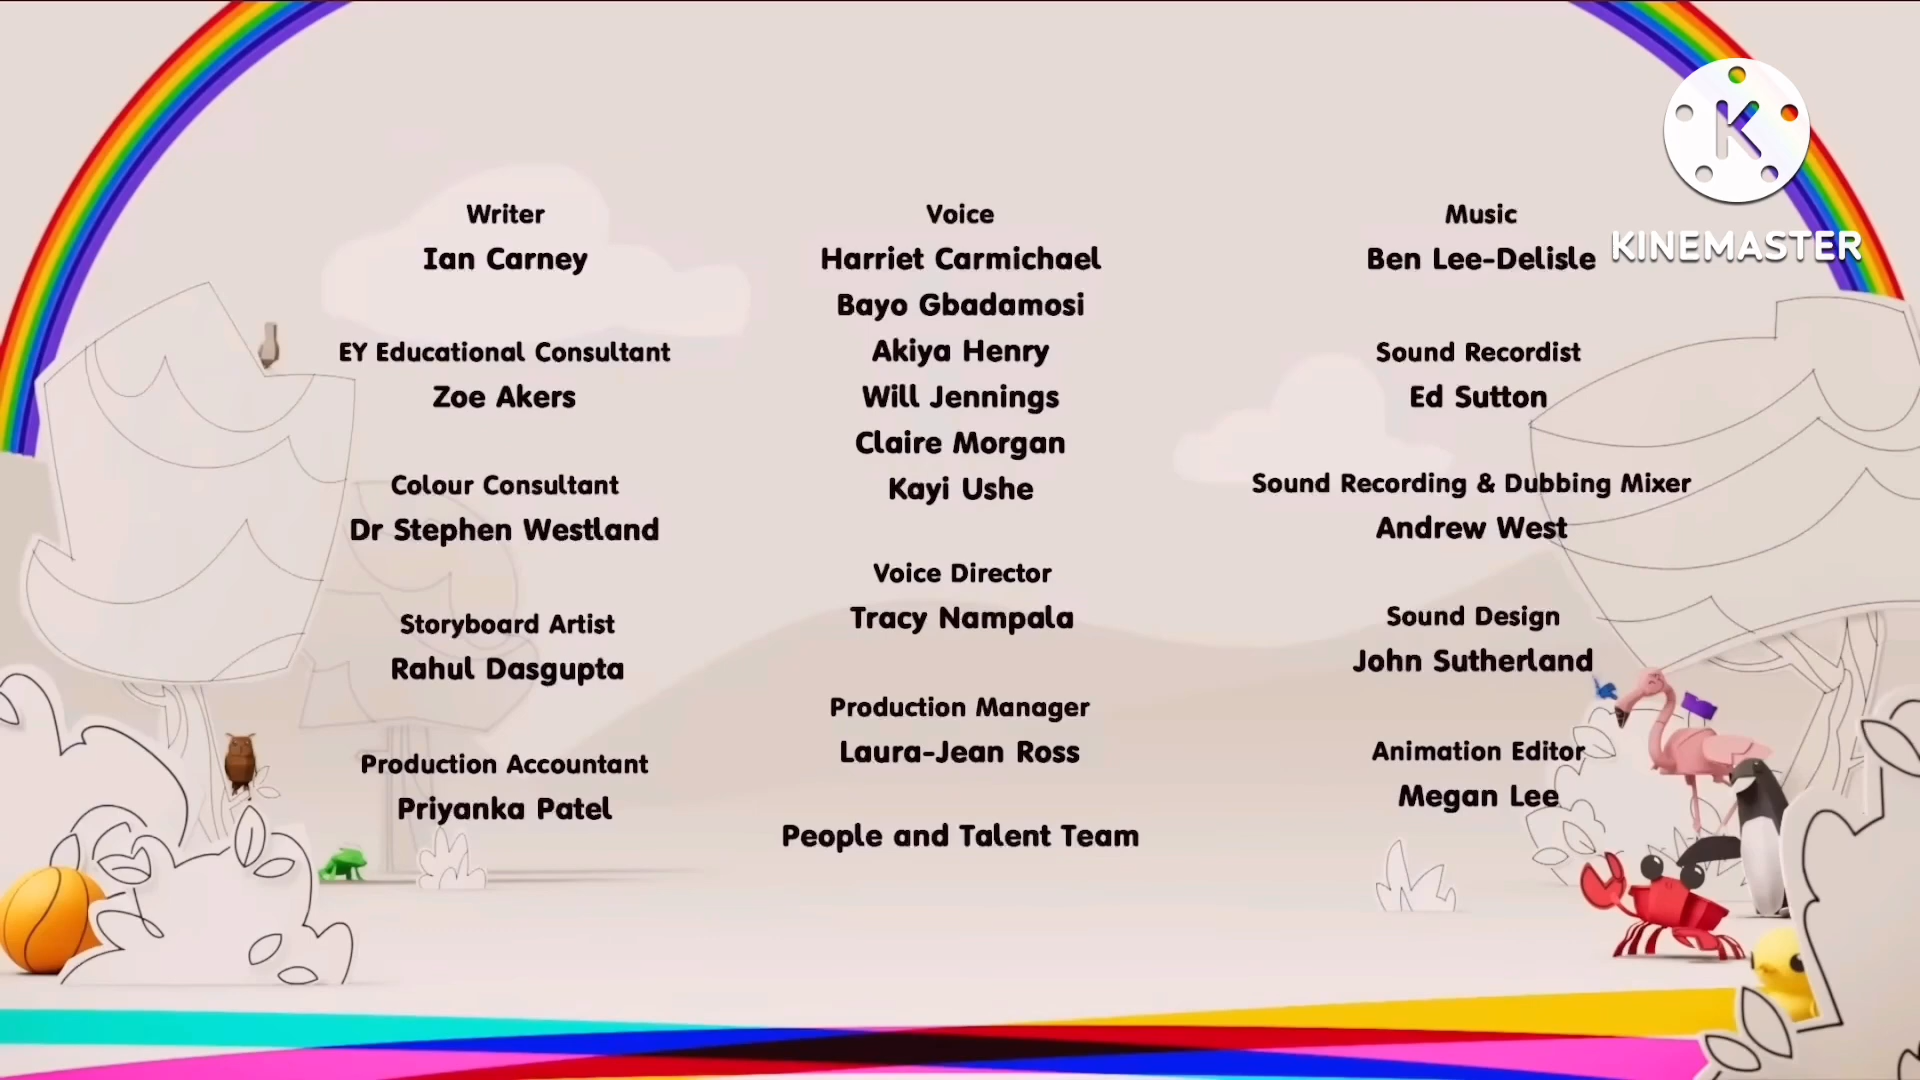 Writer
Ian Carney
EY Educational Consultant
Zoe Akers
Colour Consultant
Dr Stephen Westland
Storyboard Artist
Rahul Dasgupta
Production Accountant
Priyanka Patel
Voice
Harriet Carmichael
Bayo Gbadamosi
Akiya Henry
Will Jennings
Claire Morgan
Kayi Ushe
Voice Director
Tracy Nampala
Production Manager
Laura-Jean Ross
People and Talent Team
Music
Ben Lee-Delisle
Sound Recordist
Ed Sutton
Sound Recording & Dubbing Mixer
Andrew West
Sound Design
John Sutherland
Animation Editor
Megan Lee
K
KINEMASTER